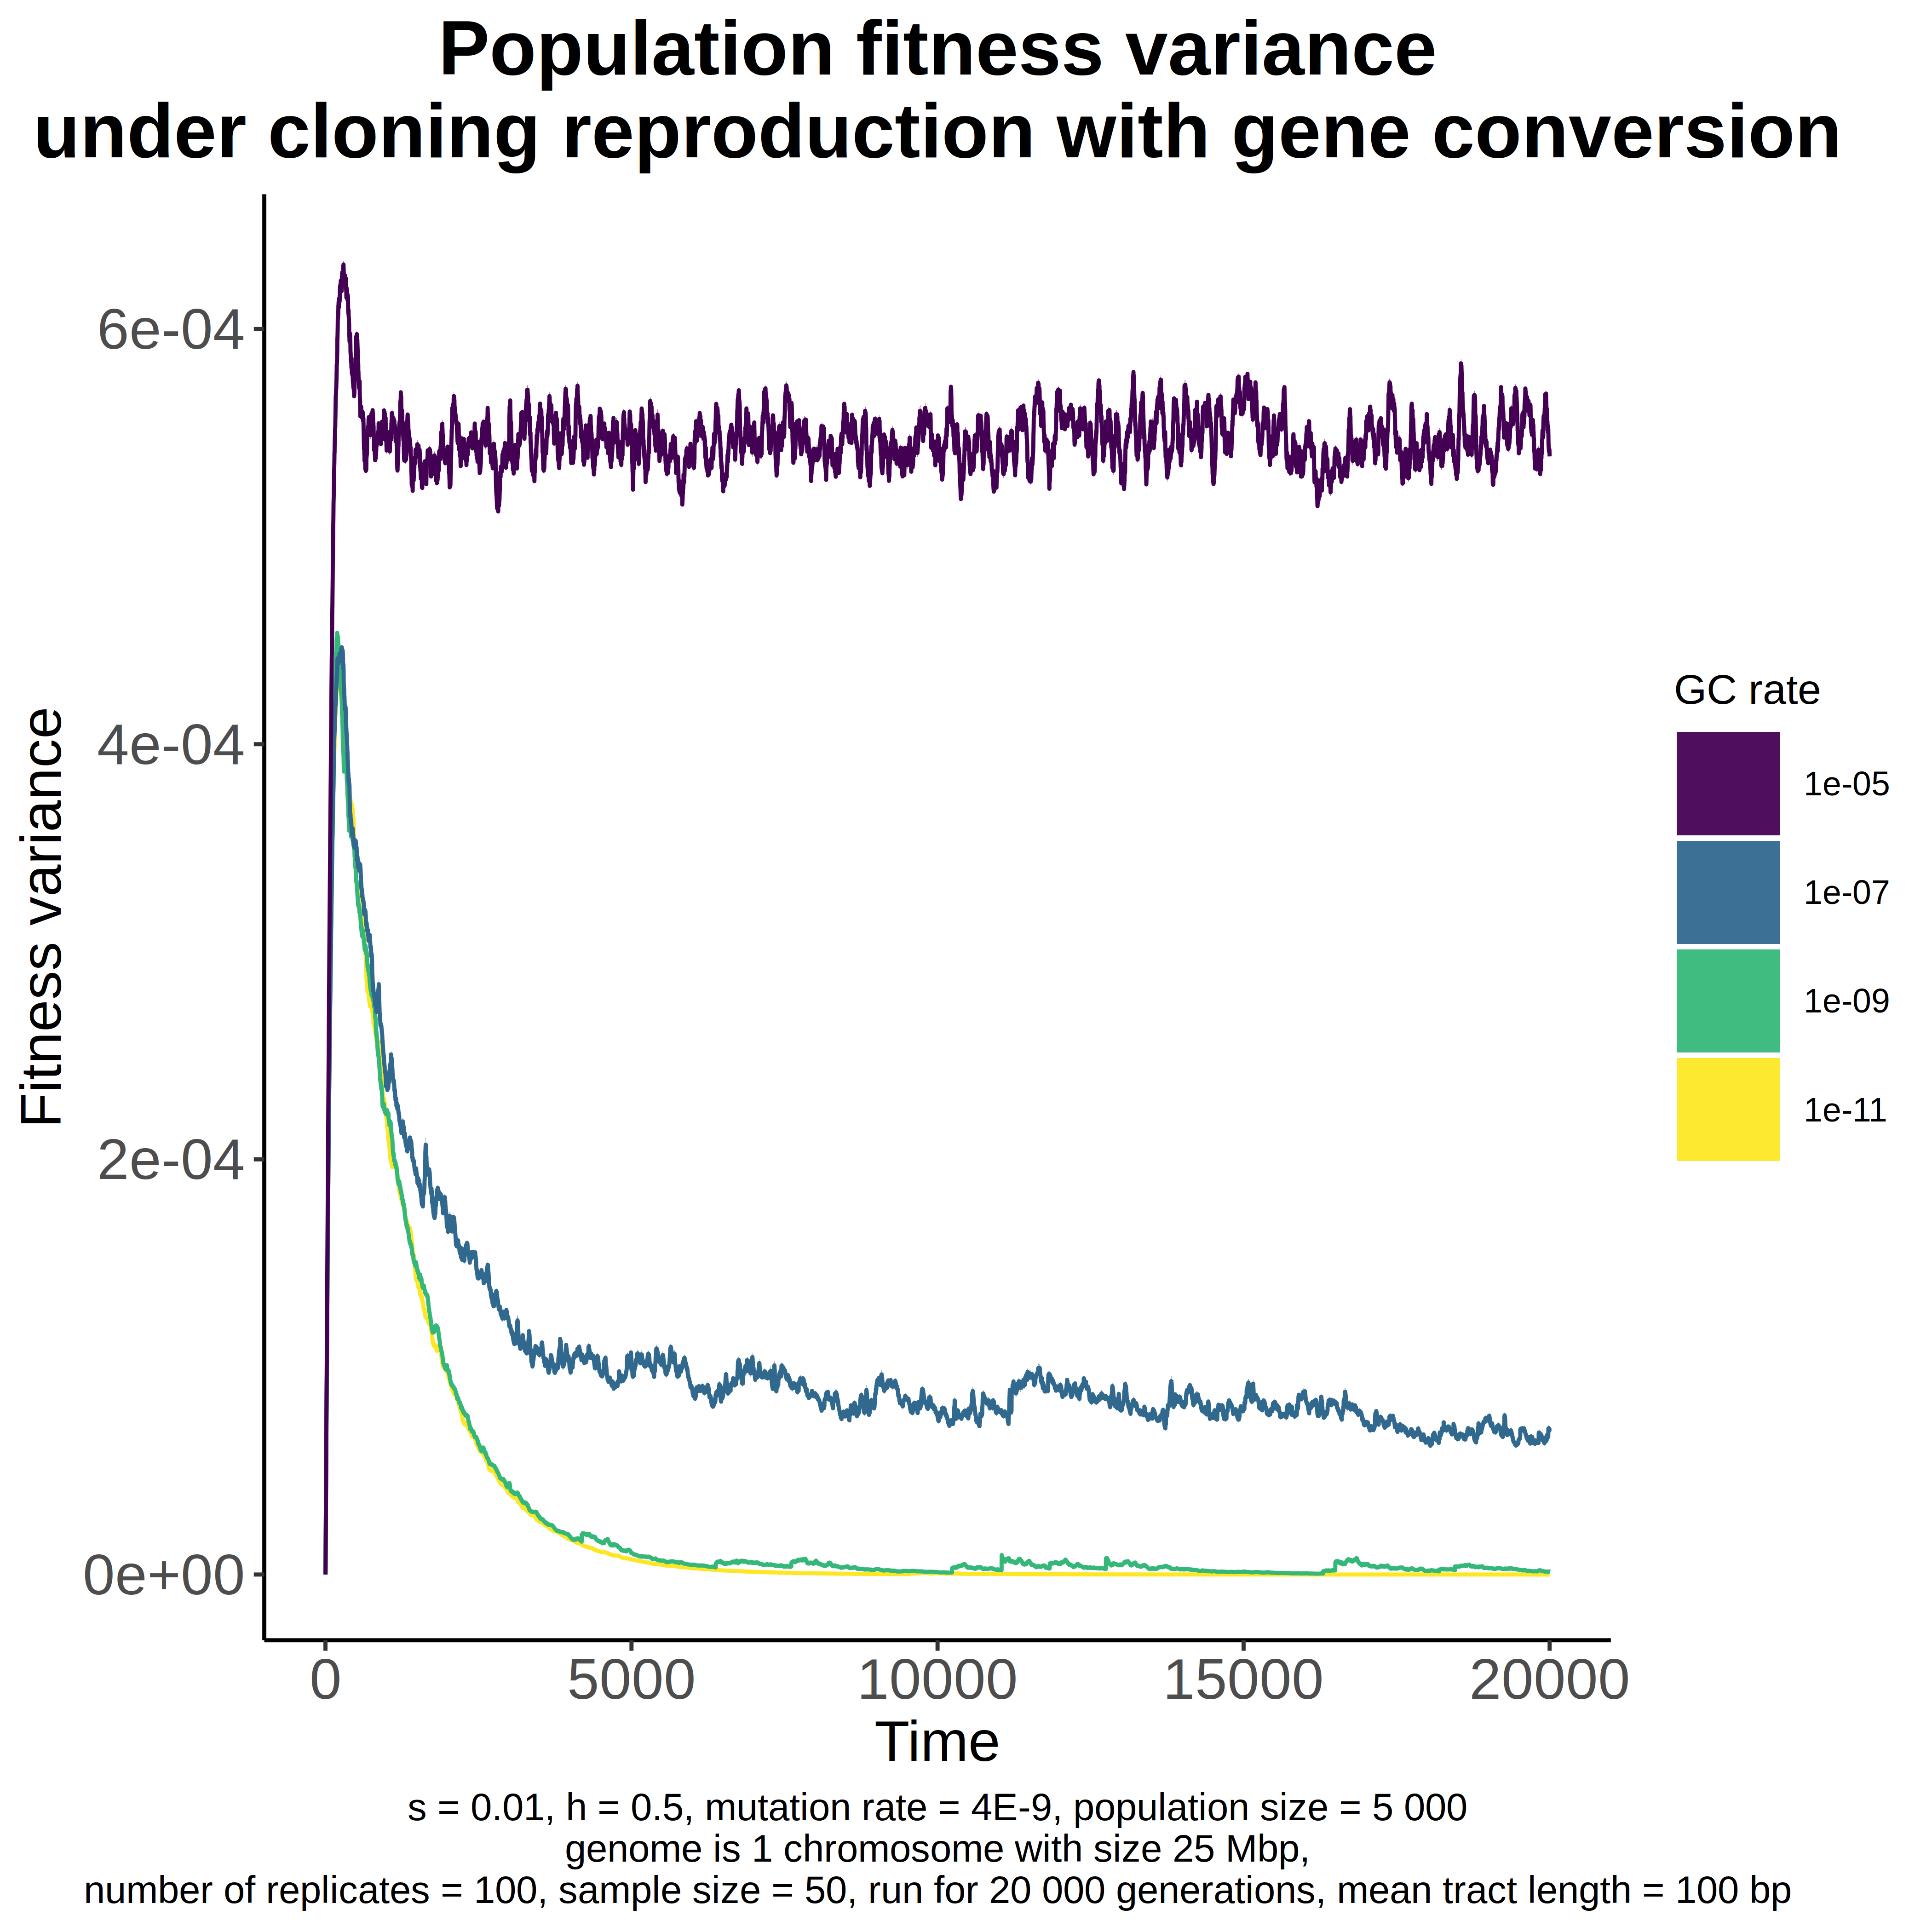 Population fitness variance
under cloning reproduction with gene conversion
Fitness variance
6e-04
4e-04
2e-04
0e+00
0
5000
10000
15000
20000
Time
GC rate
1e-05
1e-07
1e-09
1e-11
s = 0.01, h = 0.5, mutation rate = 4E-9, population size = 5 000
genome is 1 chromosome with size 25 Mbp,
number of replicates = 100, sample size = 50, run for 20 000 generations, mean tract length = 100 bp